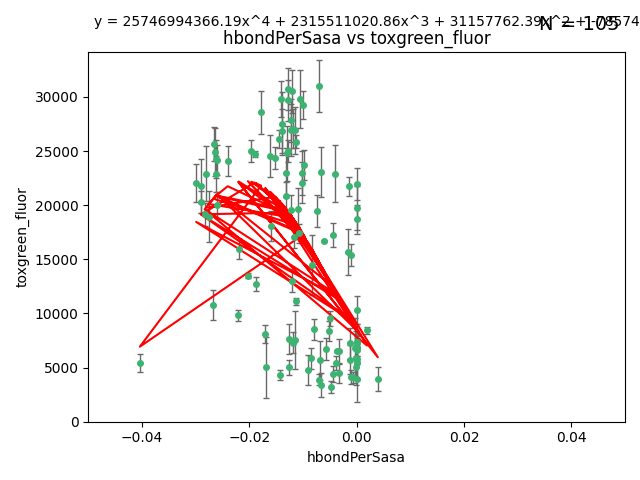 y = 25746994366.19x^4 + 2315511020.86x^3 + 31157762.39x^2 + -78574
N = 105
hbondPerSasa vs toxgreen_fluor
30000
25000
20000
15000
10000
5000
0
toxgreen_fluor
−0.04 −0.02 0.00 0.02 0.04
hbondPerSasa